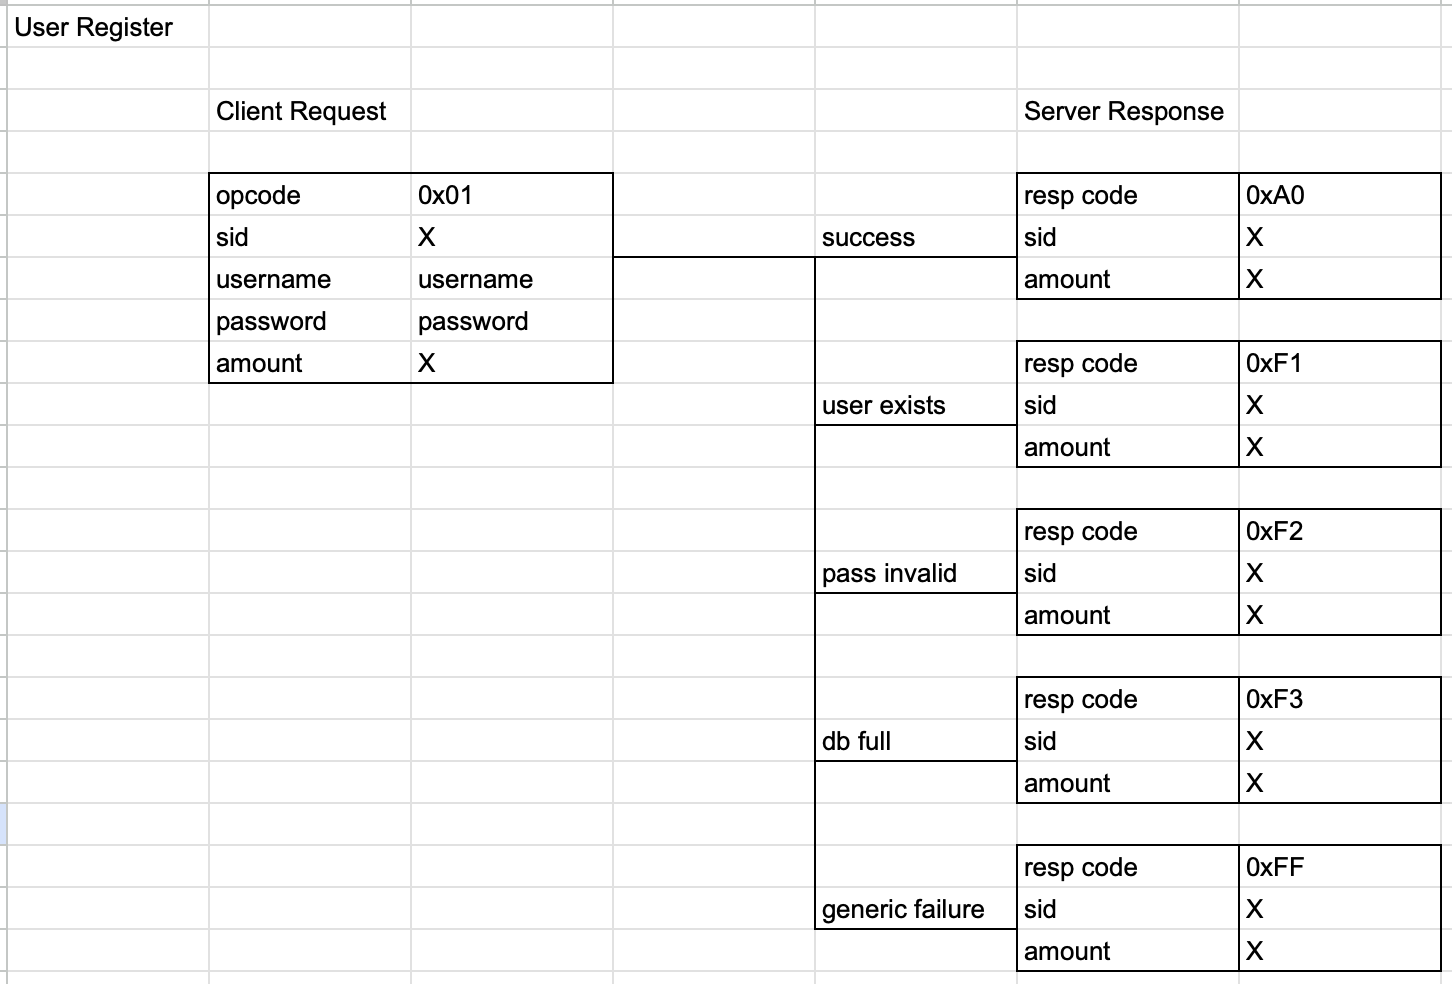 User Register
Client Request Server Response
opcode 0x01 resp code 0xA0
sid X success sid X
username username amount X
password password
amount X resp code 0xF1
user exists sid X
amount X
resp code 0xF2
pass invalid sid X
amount X
resp code 0xF3
db full sid X
amount X
resp code 0xFF
generic failure sid X
amount X